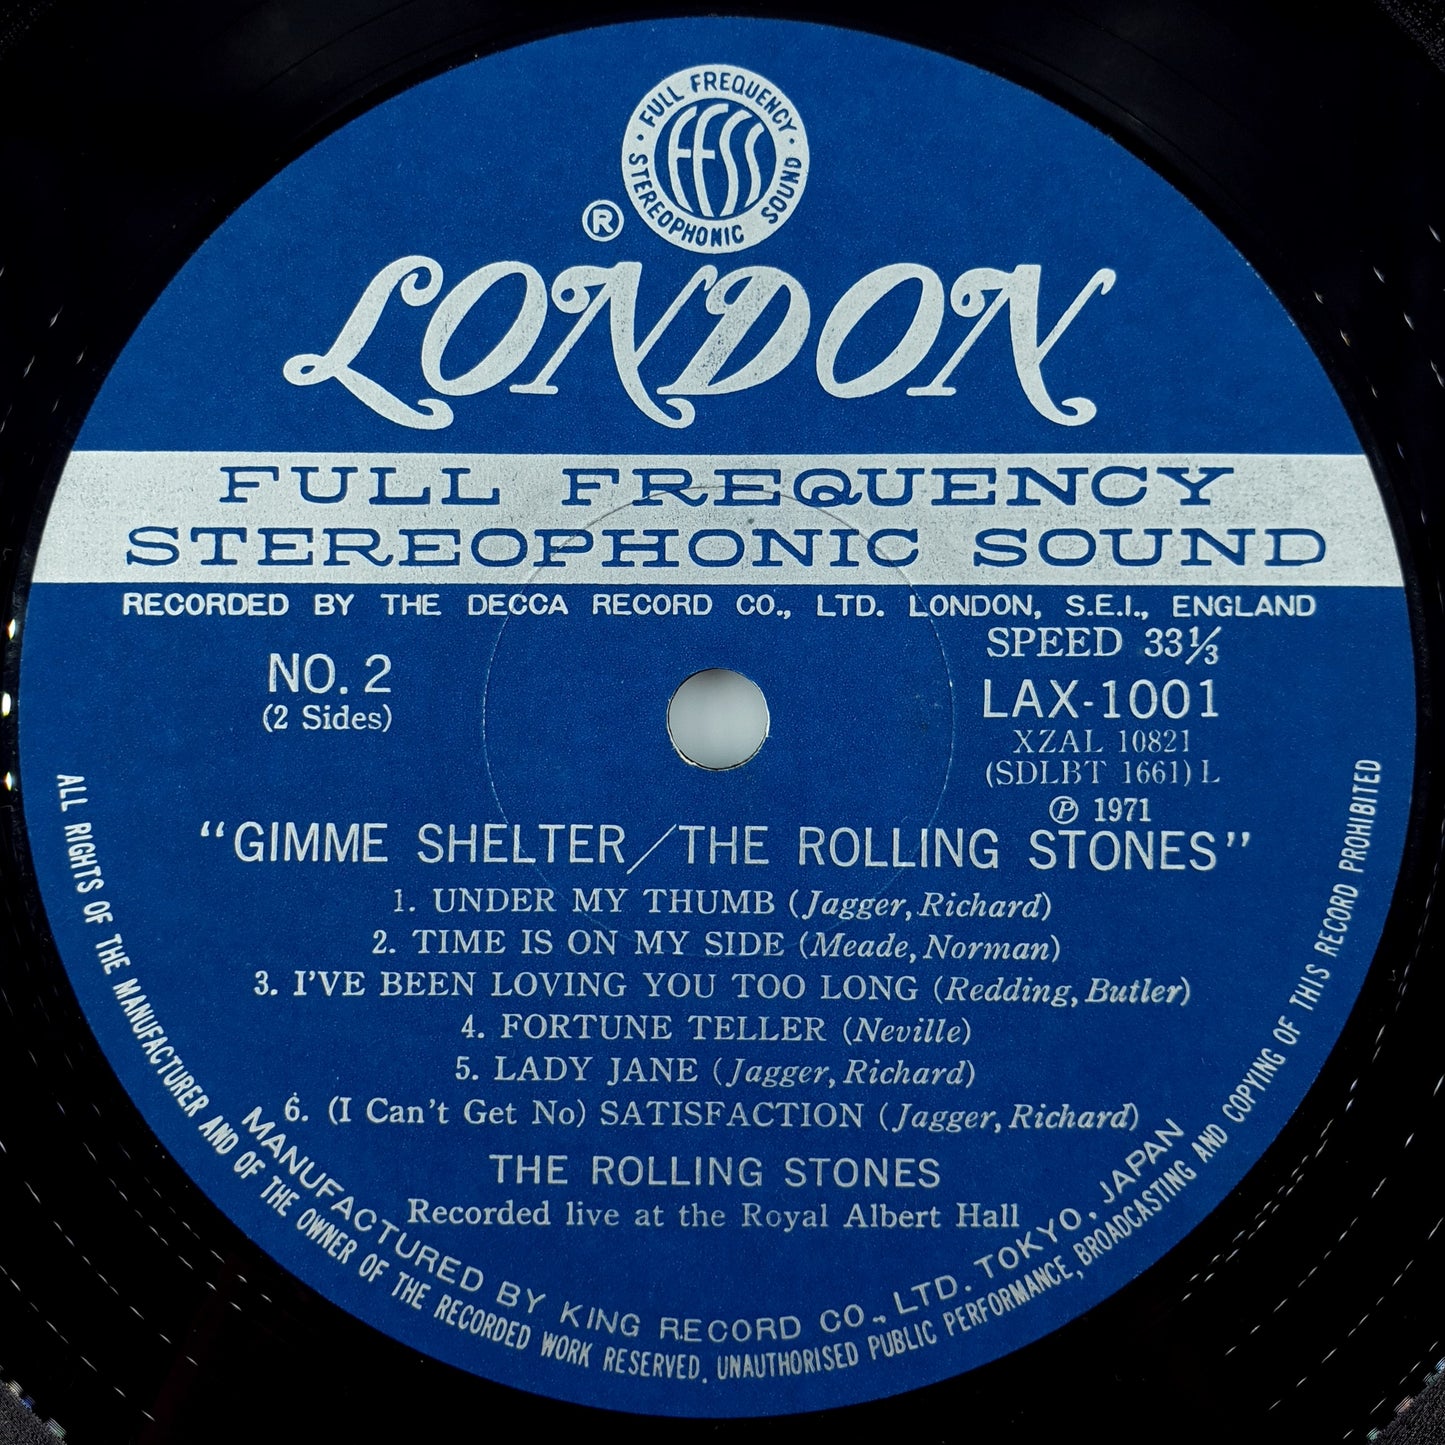 · FULL FREQUENCY ·
STEREOPHONIC SOUND
FFSS
®
LONDON
FULL FREQUENCY
STEREOPHONIC SOUND
RECORDED BY THE DECCA RECORD CO., LTD. LONDON, S.E.I., ENGLAND
SPEED 33⅓
NO. 2
(2 Sides)
LAX-1001
XZAL 10821
(SDLBT 1661) L
Ⓟ 1971
"GIMME SHELTER/THE ROLLING STONES"
1. UNDER MY THUMB (Jagger, Richard)
2. TIME IS ON MY SIDE (Meade, Norman)
3. I'VE BEEN LOVING YOU TOO LONG (Redding, Butler)
4. FORTUNE TELLER (Neville)
5. LADY JANE (Jagger, Richard)
6. (I Can't Get No) SATISFACTION (Jagger, Richard)
THE ROLLING STONES
Recorded live at the Royal Albert Hall
MANUFACTURED BY KING RECORD CO., LTD. TOKYO, JAPAN
ALL RIGHTS OF THE MANUFACTURER AND OF THE OWNER OF THE RECORDED WORK RESERVED. UNAUTHORISED PUBLIC PERFORMANCE, BROADCASTING AND COPYING OF THIS RECORD PROHIBITED